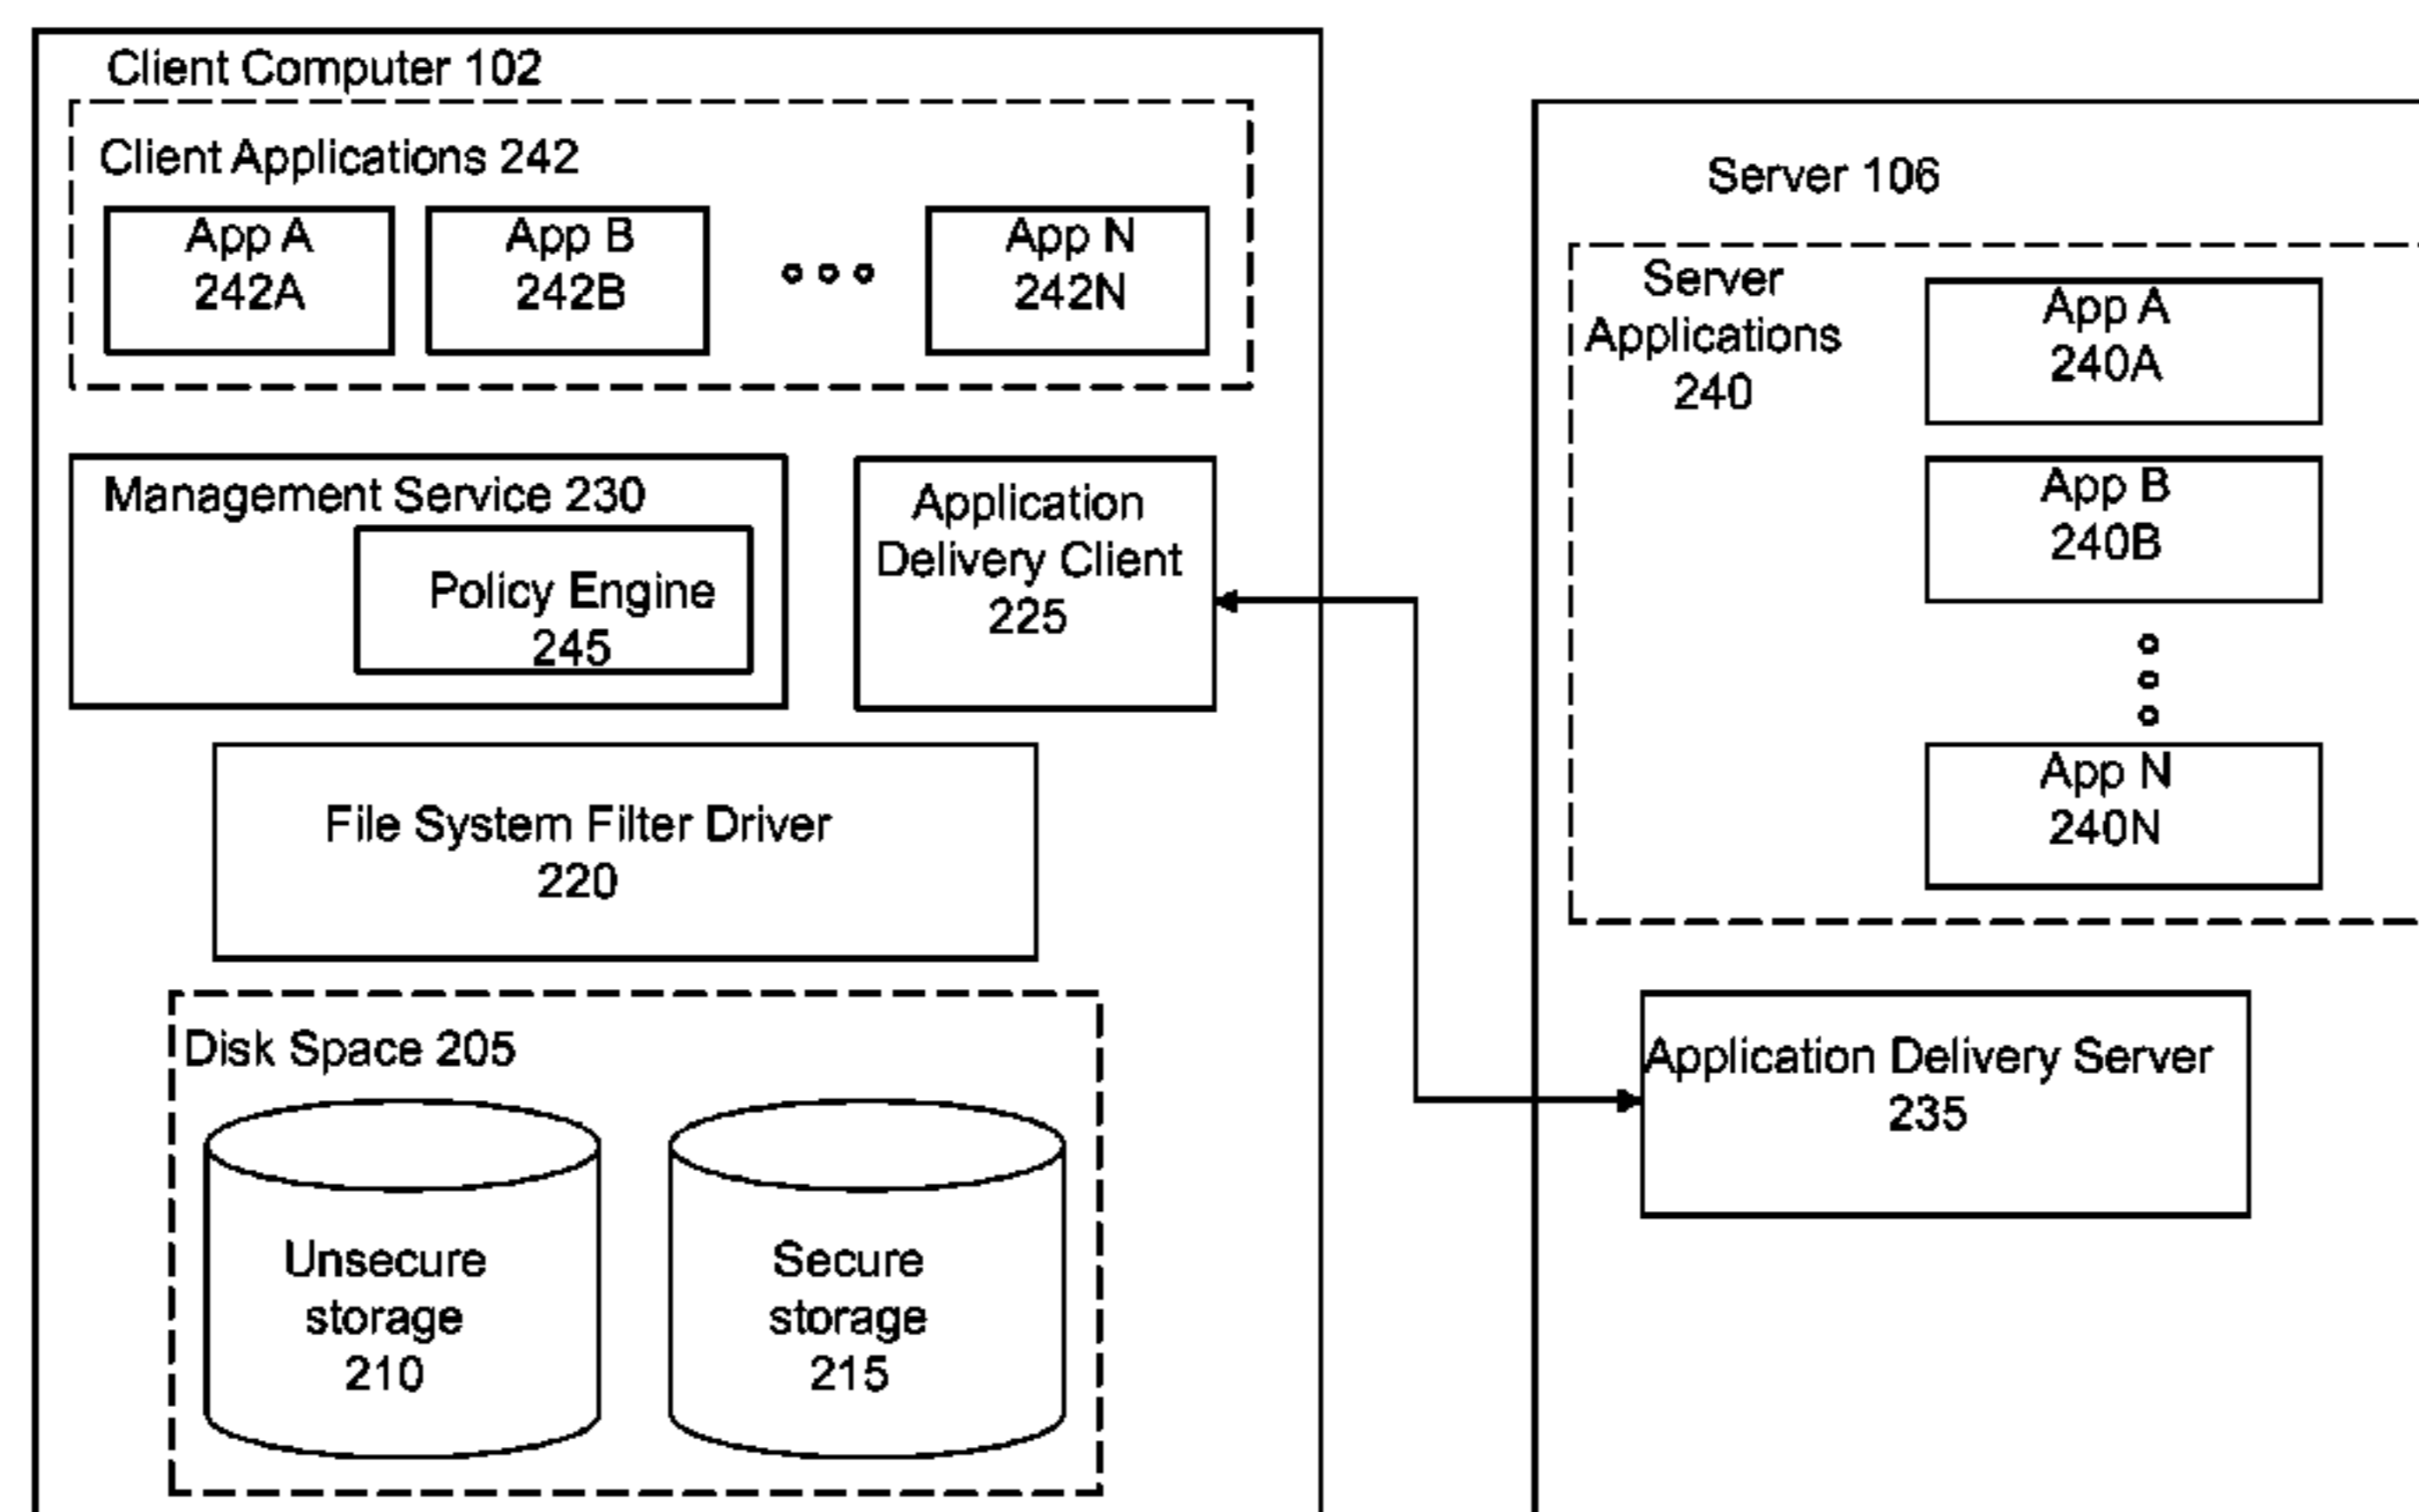 Client Computer 102
Client Applications 242
App A
242A
App B
242B
App N
242N
Management Service 230
Policy Engine
245
Application
Delivery Client
225
File System Filter Driver
220
Disk Space 205
Unsecure
storage
210
Secure
storage
215
Server 106
Server
Applications
240
App A
240A
App B
240B
App N
240N
Application Delivery Server
235